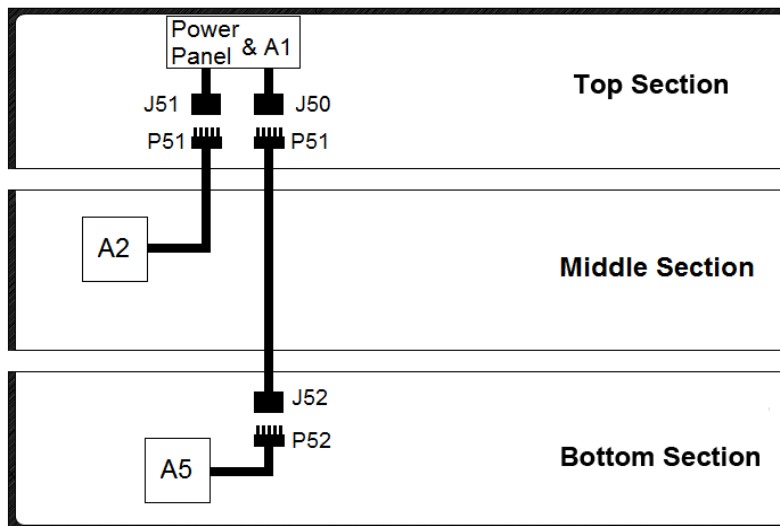 Power
Panel & A1
Top Section
J51
J50
P51
P51
A2
Middle Section
J52
P52
A5
Bottom Section